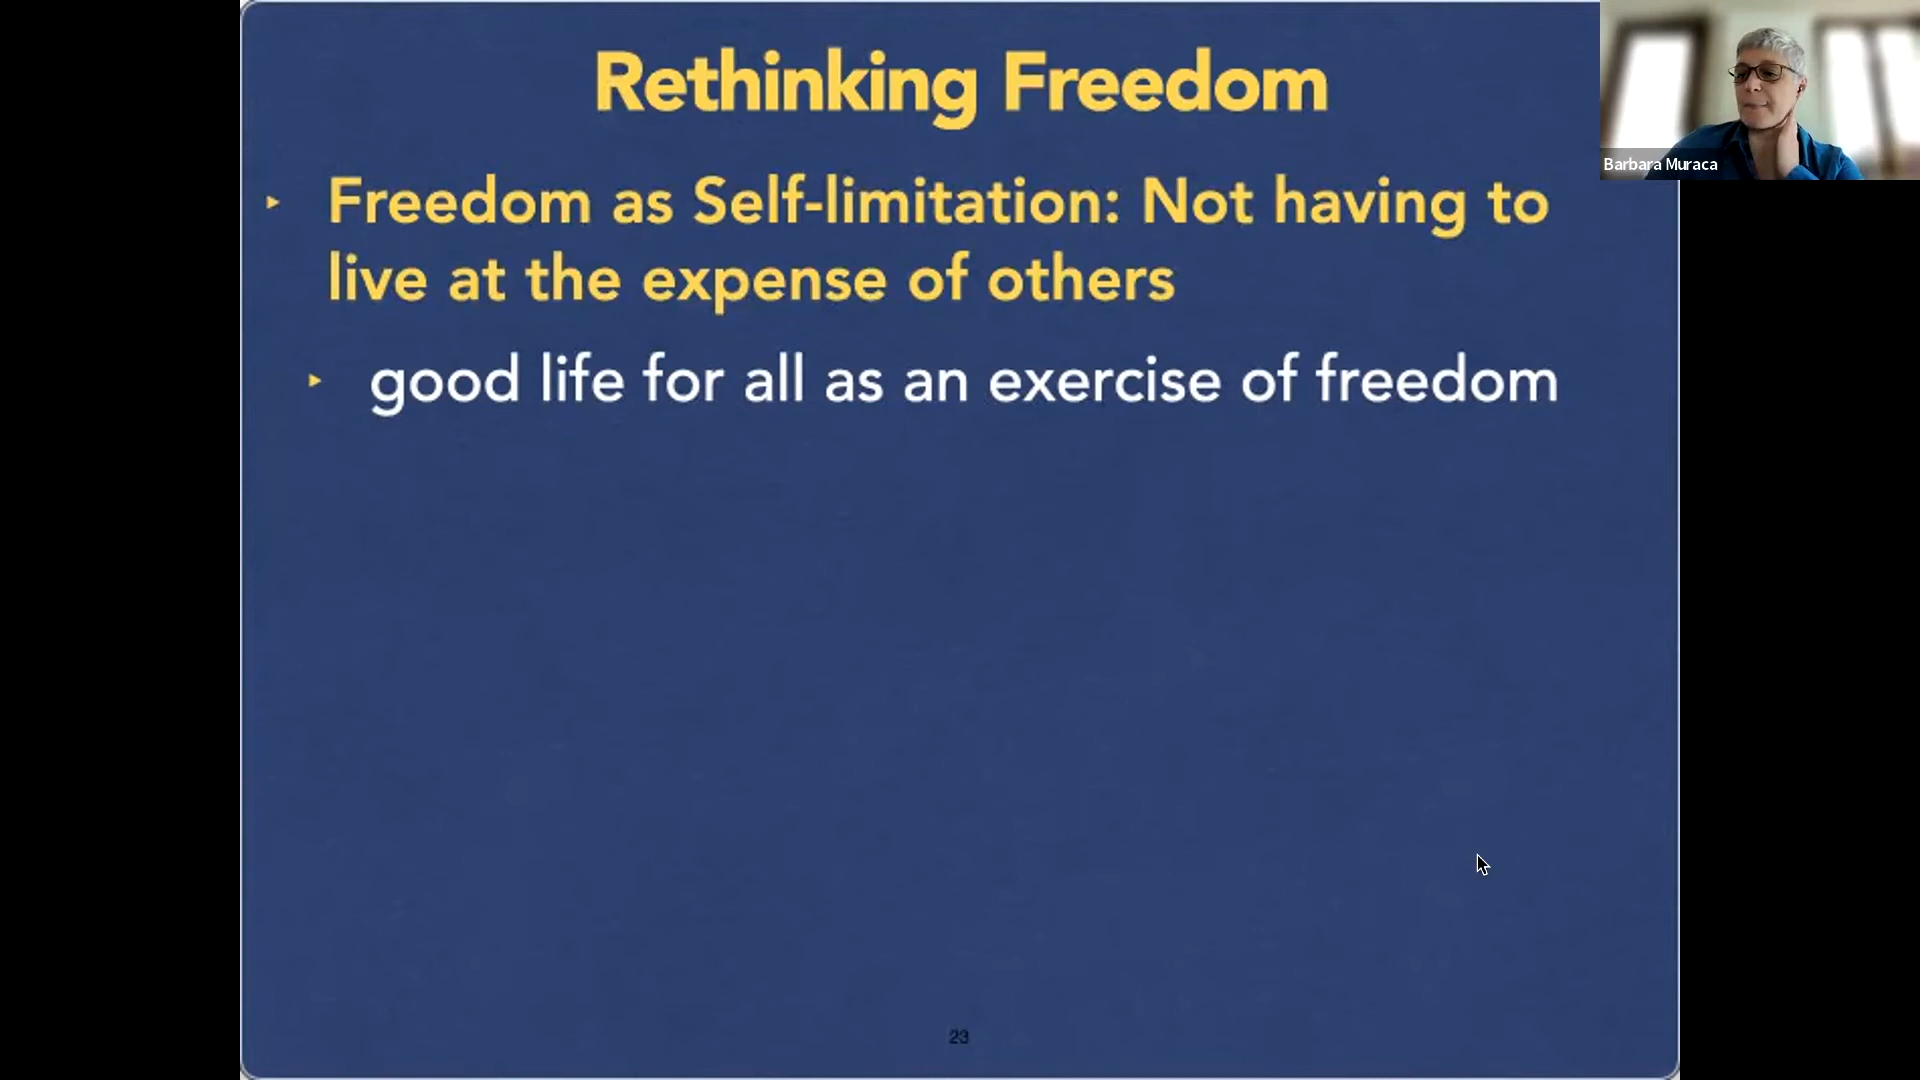 Rethinking Freedom
Barbara Muraca
‣ Freedom as Self-limitation: Not having to
live at the expense of others
‣ good life for all as an exercise of freedom
23